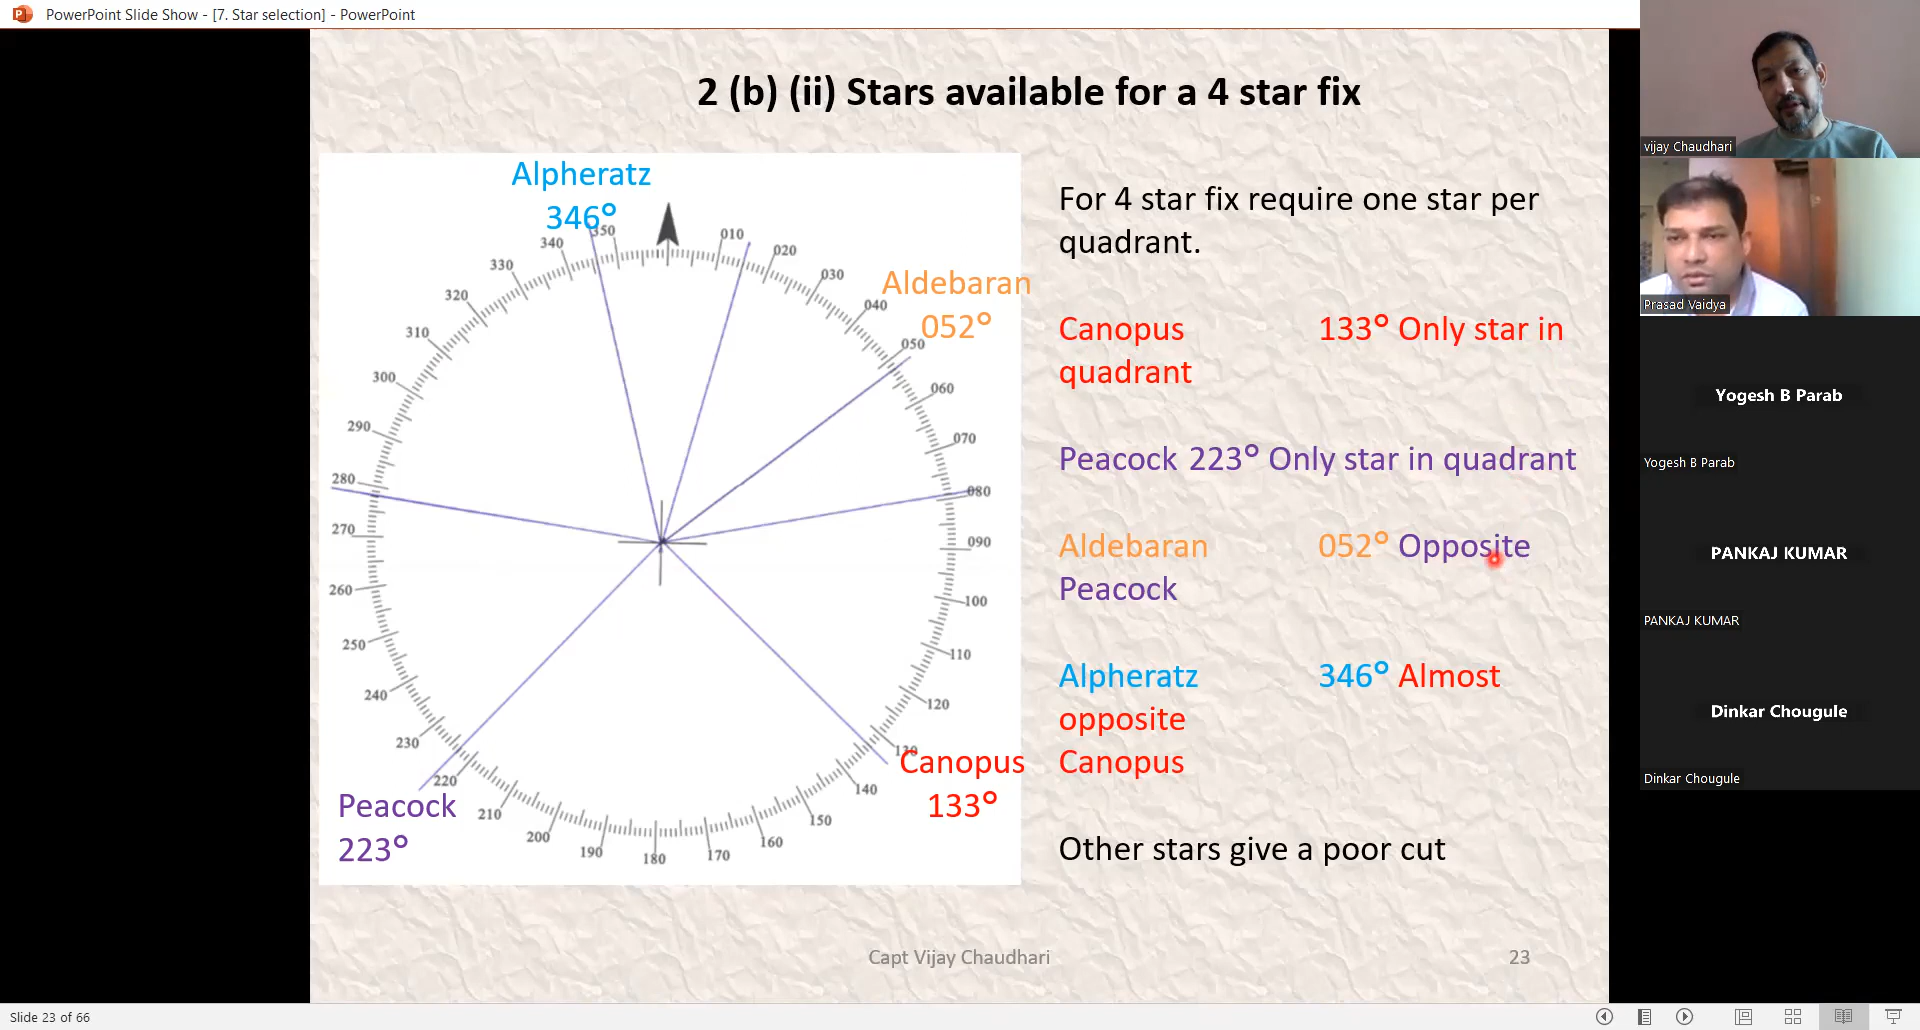 PowerPoint Slide Show - [7. Star selection] - PowerPoint
2 (b) (ii) Stars available for a 4 star fix
Alpheratz
346°
Aldebaran
052°
350
340
330
320
310
300
290
280
270
260
250
240
230
220
210
200
190
180
170
160
150
140
130
120
110
100
090
080
070
060
050
040
030
020
010
Peacock
223°
Canopus
133°
For 4 star fix require one star per
quadrant.
Canopus 133° Only star in
quadrant
Peacock 223° Only star in quadrant
Aldebaran 052° Opposite
Peacock
Alpheratz 346° Almost
opposite
Canopus
Other stars give a poor cut
Capt Vijay Chaudhari
23
vijay Chaudhari
Prasad Vaidya
Yogesh B Parab
Yogesh B Parab
PANKAJ KUMAR
PANKAJ KUMAR
Dinkar Chougule
Dinkar Chougule
Slide 23 of 66